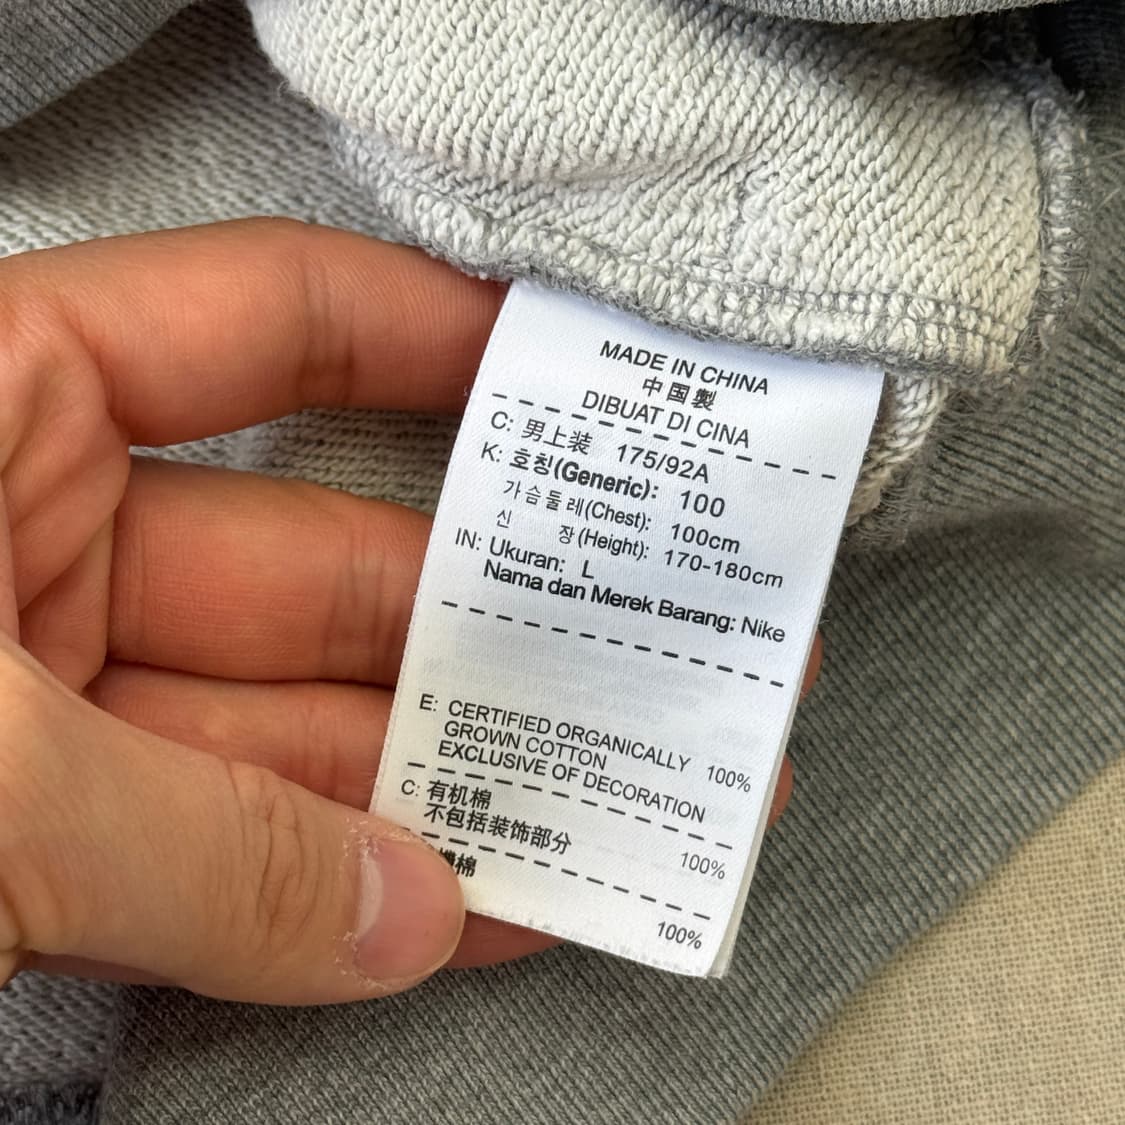 MADE IN CHINA
中国製
DIBUAT DI CINA
C: 男上装 175/92A
K: 호칭(Generic): 100
가슴둘레(Chest): 100cm
신 장(Height): 170-180cm
IN: Ukuran: L
Nama dan Merek Barang: Nike
E: CERTIFIED ORGANICALLY
GROWN COTTON 100%
EXCLUSIVE OF DECORATION
C: 有机棉
不包括装饰部分 100%
機棉 100%